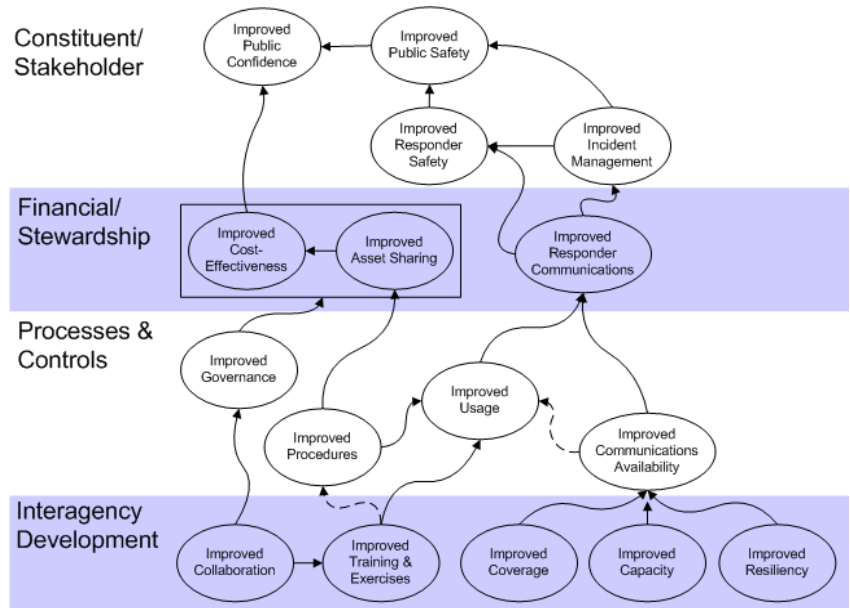 Constituent/
Stakeholder
Improved
Public
Confidence
Improved
Public Safety
Improved
Responder
Safety
Improved
Incident
Management
Financial/
Stewardship
Improved
Cost-
Effectiveness
Improved
Asset Sharing
Improved
Responder
Communications
Processes &
Controls
Improved
Governance
Improved
Usage
Improved
Procedures
Improved
Communications
Availability
Interagency
Development
Improved
Collaboration
Improved
Training &
Exercises
Improved
Coverage
Improved
Capacity
Improved
Resiliency